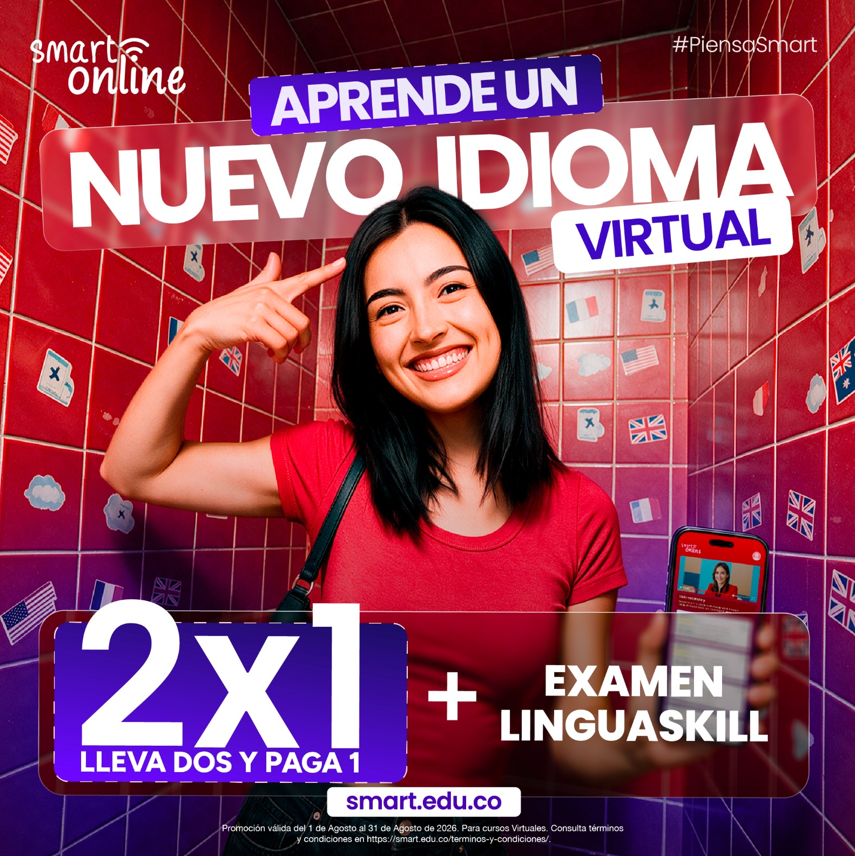 smart
online
#PiensaSmart
APRENDE UN
NUEVO IDIOMA
VIRTUAL
2x1
LLEVA DOS Y PAGA 1
+
EXAMEN
LINGUASKILL
smart.edu.co
Promoción válida del 1 de Agosto al 31 de Agosto de 2026. Para cursos Virtuales. Consulta términos
y condiciones en https://smart.edu.co/terminos-y-condiciones/.